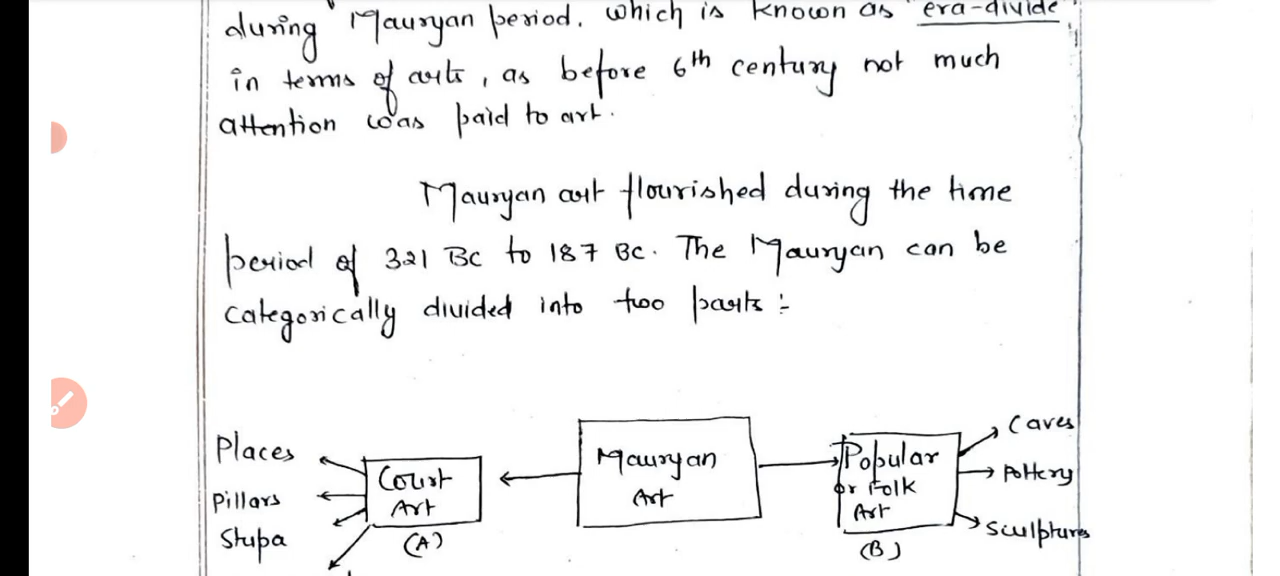 during Mauryan period. which is known as "era-divide"
in terms of arts, as before 6th century not much
attention was paid to art.
Mauryan art flourished during the time
period of 321 BC to 187 BC. The Mauryan can be
categorically divided into two parts :-
Places
Pillars
Stupa
Court
Art
(A)
Mauryan
Art
Popular
or Folk
Art
(B)
Caves
Pottery
Sculptures